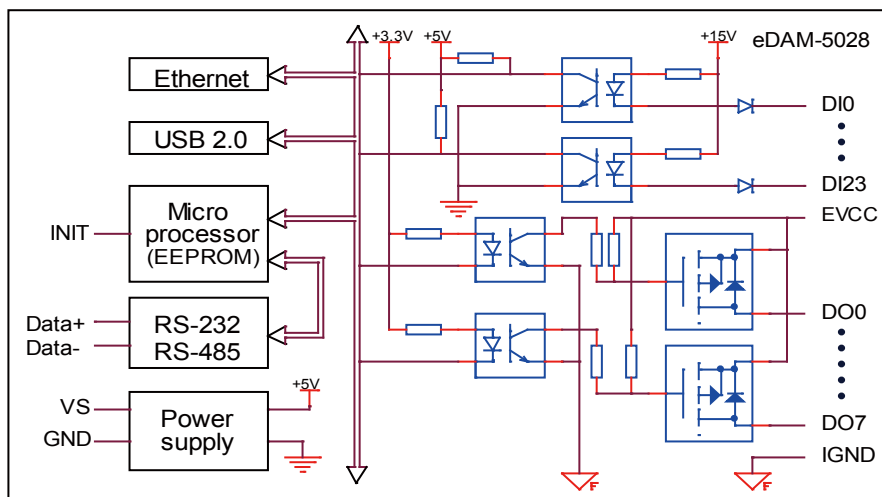 +3.3V
+5V
+15V
eDAM-5028
Ethernet
USB 2.0
INIT
Micro
processor
(EEPROM)
Data+
Data-
RS-232
RS-485
VS
GND
Power
supply
+5V
DI0
DI23
EVCC
DO0
DO7
IGND
F
F